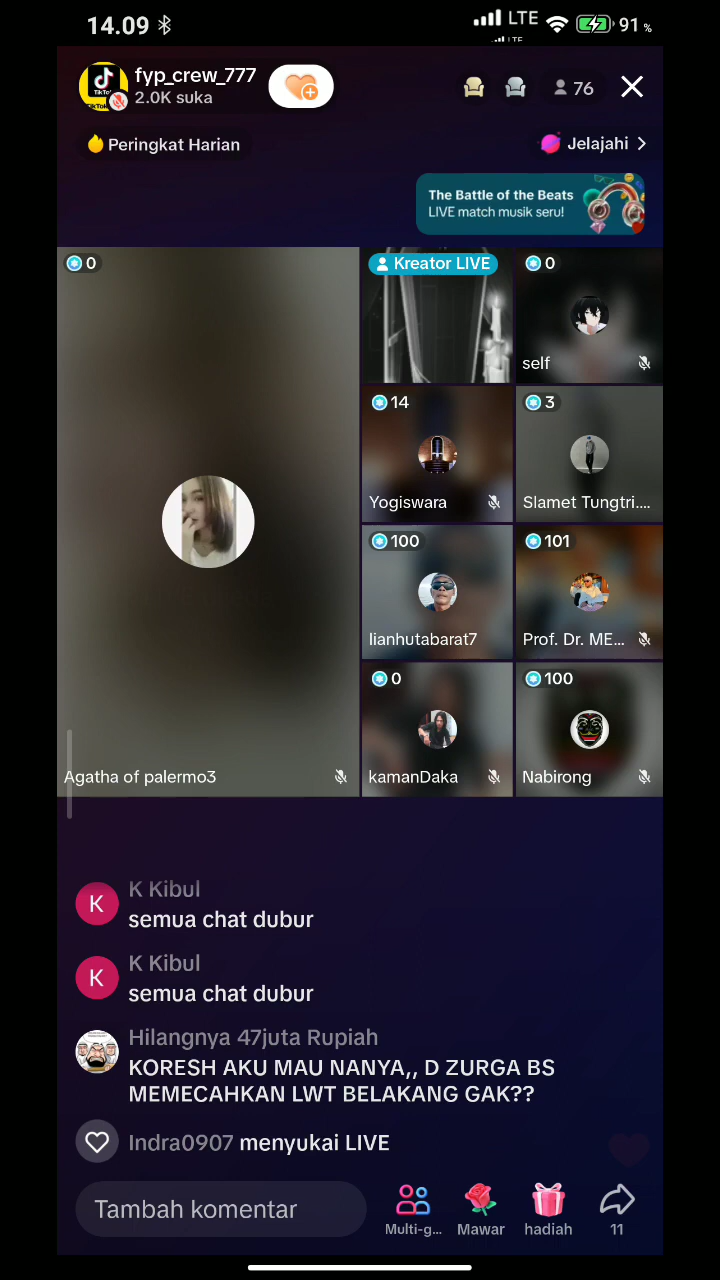 14.09
LTE
LTE
91 %
fyp_crew_777
2.0K suka
76
Peringkat Harian
Jelajahi
The Battle of the Beats
LIVE match musik seru!
0
Kreator LIVE
0
self
14
3
Yogiswara
Slamet Tungtri....
100
101
lianhutabarat7
Prof. Dr. ME...
0
100
Agatha of palermo3
kamanDaka
Nabirong
K Kibul
K
semua chat dubur
K Kibul
K
semua chat dubur
Hilangnya 47juta Rupiah
KORESH AKU MAU NANYA,, D ZURGA BS
MEMECAHKAN LWT BELAKANG GAK??
Indra0907 menyukai LIVE
Tambah komentar
Multi-g...
Mawar
hadiah
11